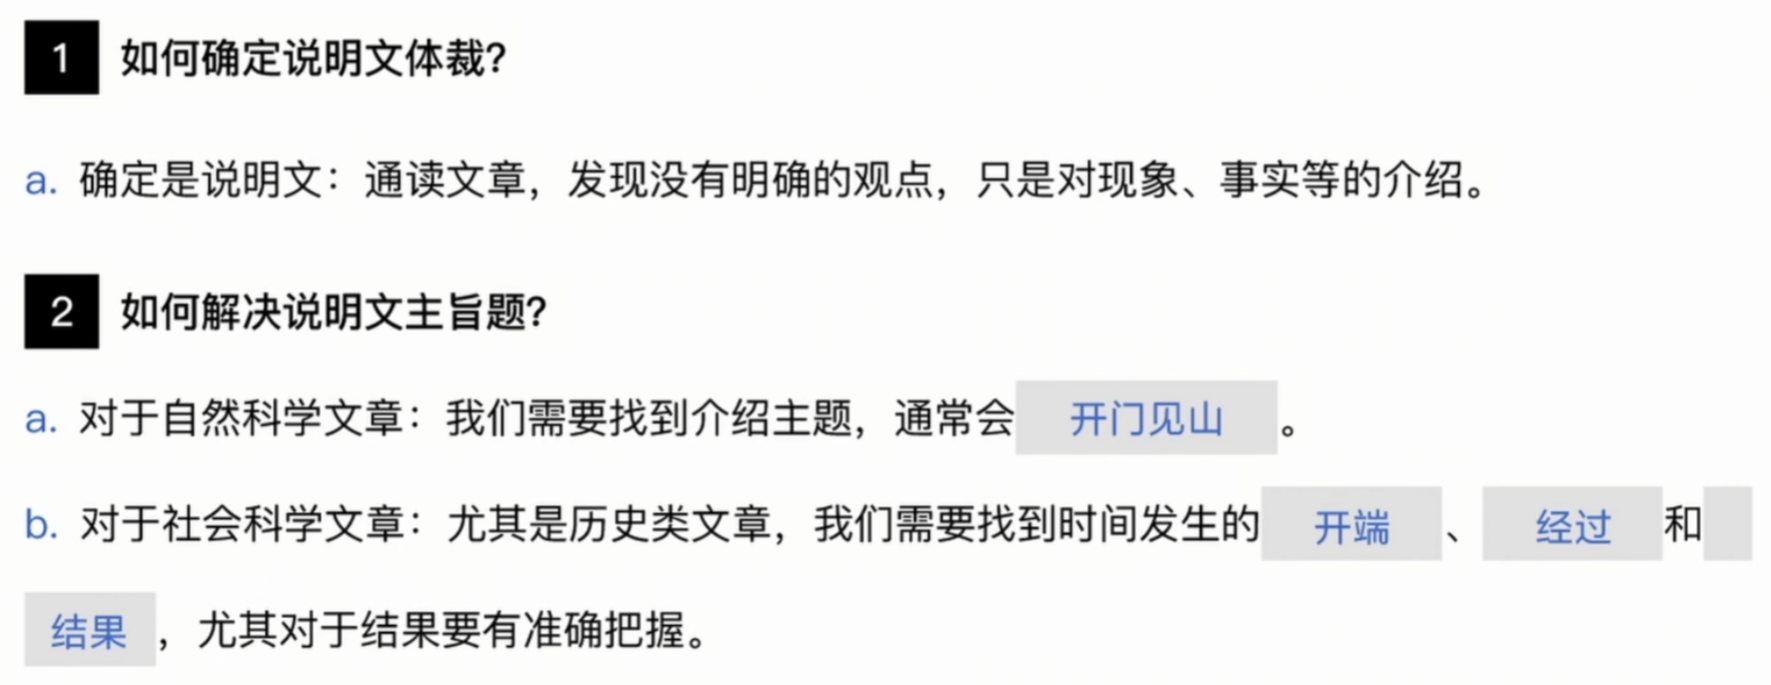 1 如何确定说明文体裁?
a. 确定是说明文：通读文章，发现没有明确的观点，只是对现象、事实等的介绍。
2 如何解决说明文主旨题?
a. 对于自然科学文章：我们需要找到介绍主题，通常会开门见山。
b. 对于社会科学文章：尤其是历史类文章，我们需要找到时间发生的开端、经过和
结果，尤其对于结果要有准确把握。